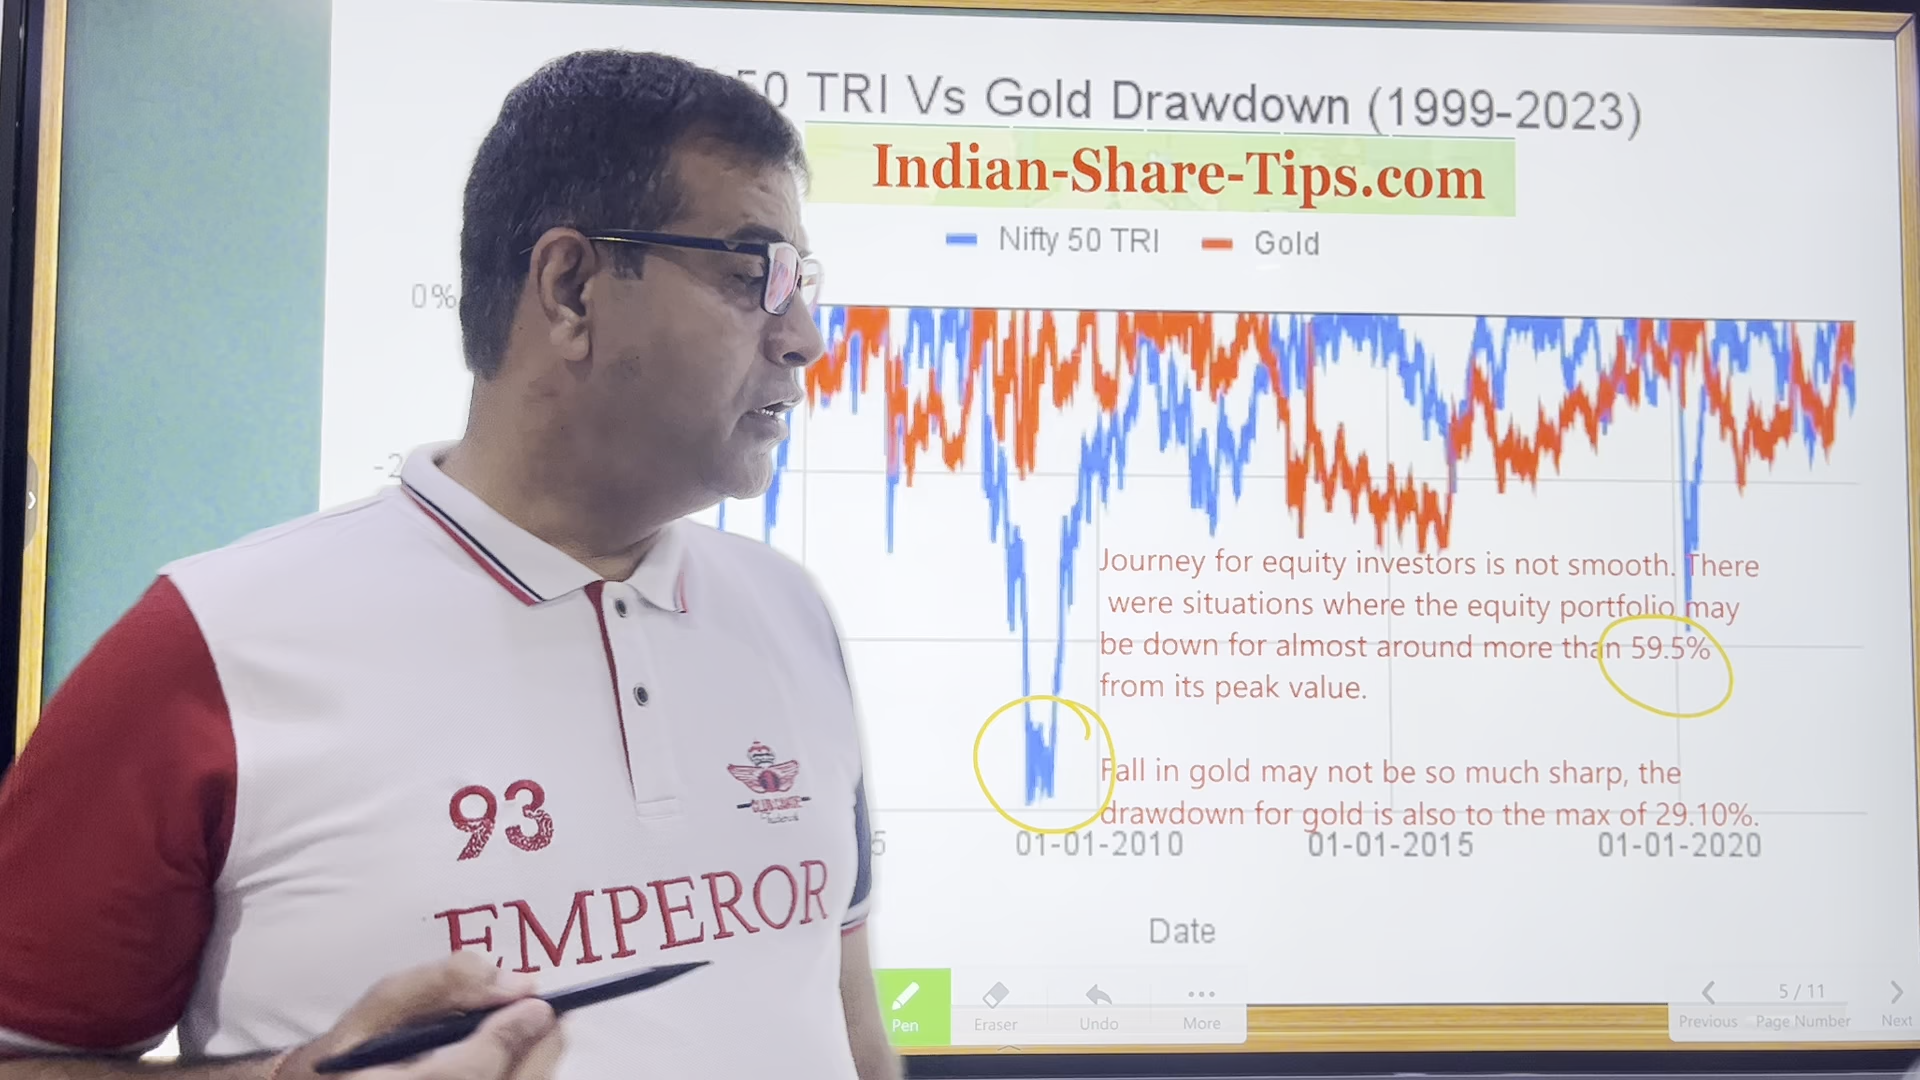 50 TRI Vs Gold Drawdown (1999-2023)
Indian-Share-Tips.com
Nifty 50 TRI Gold
0%
-2
Journey for equity investors is not smooth. There
were situations where the equity portfolio may
be down for almost around more than 59.5%
from its peak value.
Fall in gold may not be so much sharp, the
drawdown for gold is also to the max of 29.10%.
5 01-01-2010 01-01-2015 01-01-2020
Date
93
EMPEROR
Pen Eraser Undo More
5 / 11
Previous Page Number Next